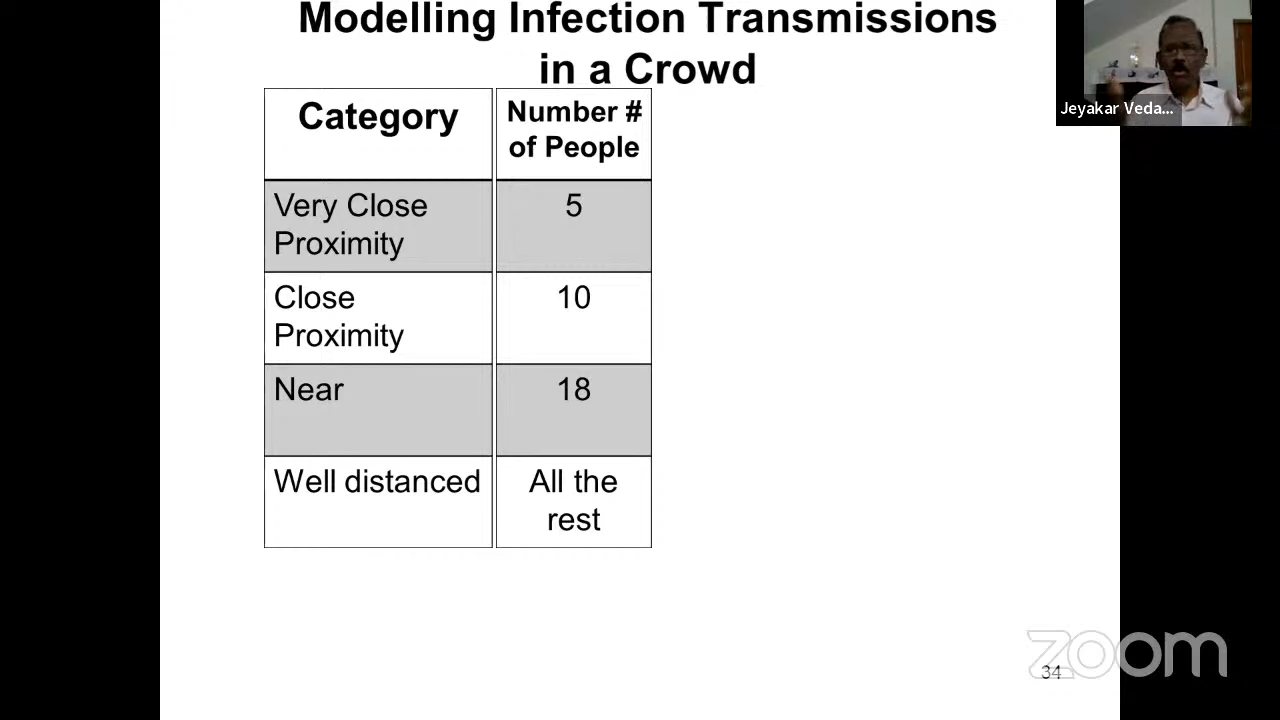 Modelling Infection Transmissions
in a Crowd
Category
Number #
of People
Very Close
Proximity
5
Close
Proximity
10
Near
18
Well distanced
All the
rest
Jeyakar Veda...
zoom
34